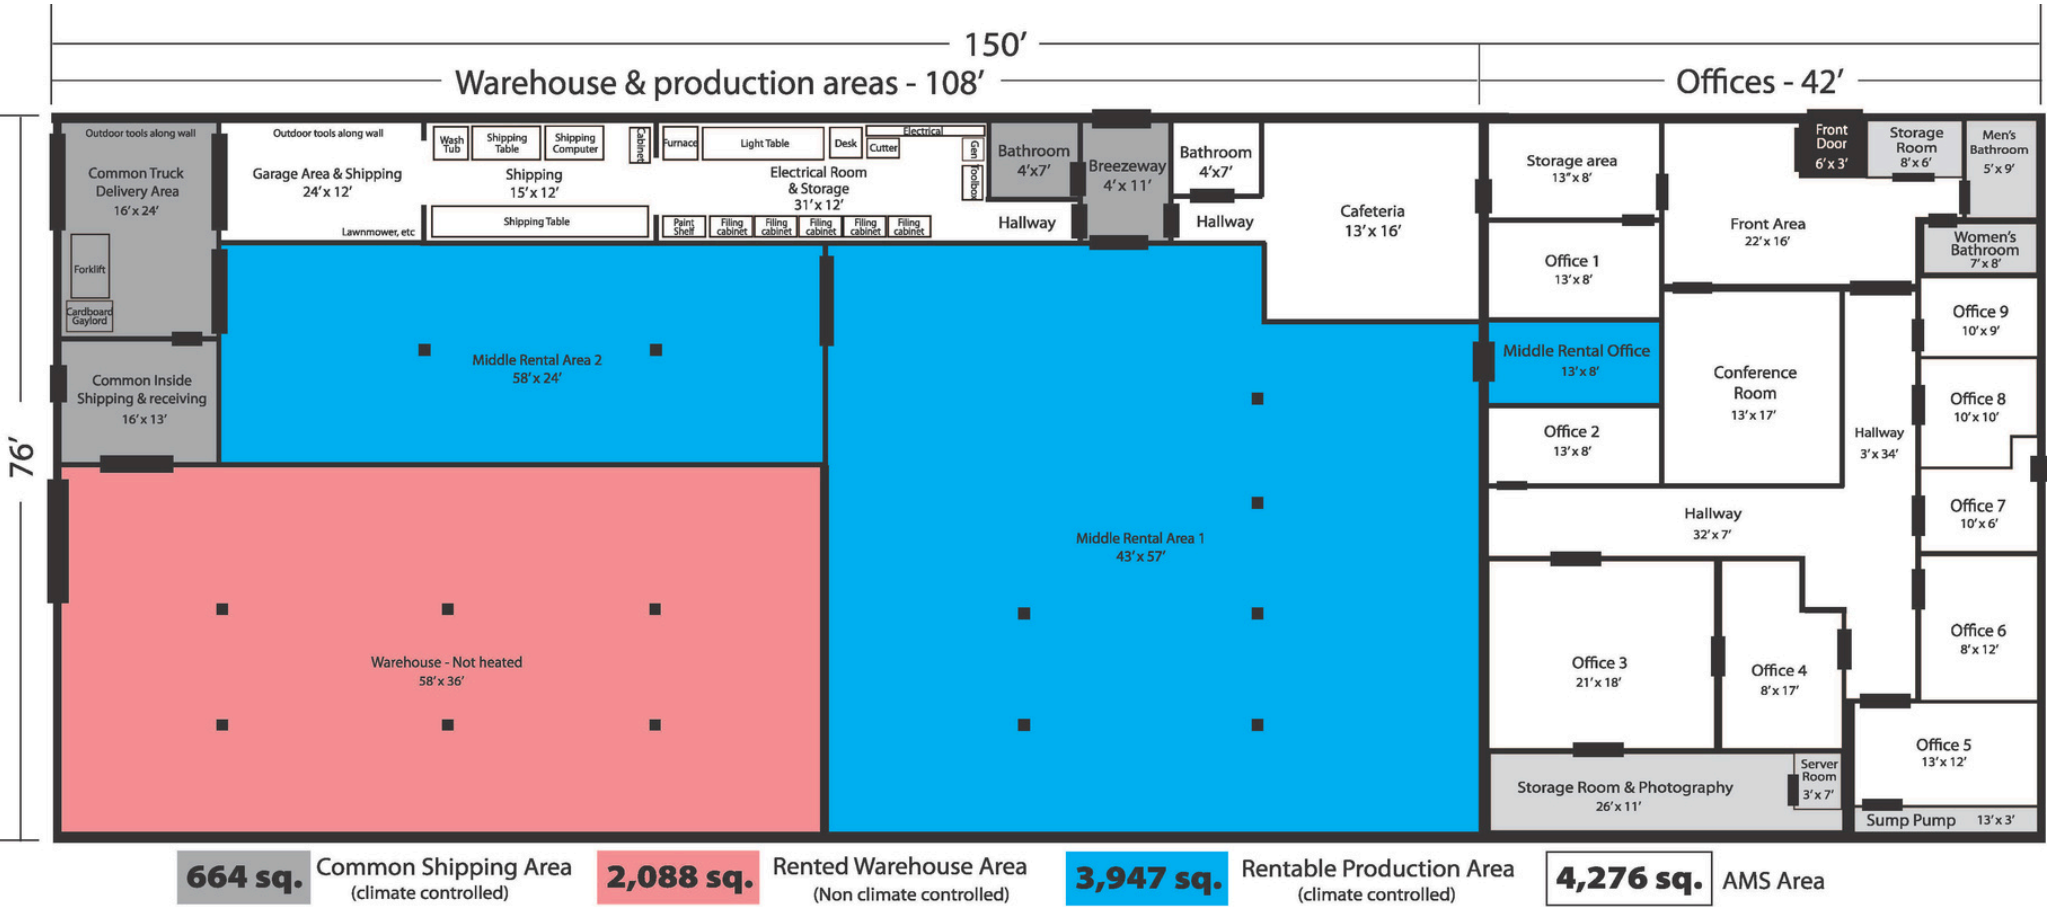 150’
Warehouse & production areas - 108’
Offices - 42’
76’
Outdoor tools along wall
Common Truck
Delivery Area
16’x 24’
Forklift
Cardboard
Gaylord
Common Inside
Shipping & receiving
16’x 13’
Outdoor tools along wall
Garage Area & Shipping
24’x 12’
Lawnmower, etc
Wash
Tub
Shipping
Table
Shipping
Computer
Cabinet
Shipping
15’x 12’
Shipping Table
Furnace
Light Table
Desk
Electrical
Cutter
Gen
Toolbox
Electrical Room
& Storage
31’x 12’
Paint
Shelf
Filing
cabinet
Filing
cabinet
Filing
cabinet
Filing
cabinet
Filing
cabinet
Bathroom
4’x7’
Hallway
Breezeway
4’x 11’
Bathroom
4’x7’
Hallway
Cafeteria
13’x 16’
Middle Rental Area 2
58’x 24’
Middle Rental Area 1
43’x 57’
Warehouse - Not heated
58’x 36’
Storage area
13”x 8’
Office 1
13’x 8’
Middle Rental Office
13’x 8’
Office 2
13’x 8’
Front
Door
6’x 3’
Storage
Room
8’x 6’
Men’s
Bathroom
5’x 9’
Front Area
22’x 16’
Women’s
Bathroom
7’x 8’
Conference
Room
13’x 17’
Hallway
3’x 34’
Office 9
10’x 9’
Office 8
10’x 10’
Office 7
10’x 6’
Hallway
32’x 7’
Office 3
21’x 18’
Office 4
8’x 17’
Office 6
8’x 12’
Office 5
13’x 12’
Storage Room & Photography
26’x 11’
Server
Room
3’x 7’
Sump Pump 13’x 3’
664 sq.
Common Shipping Area
(climate controlled)
2,088 sq.
Rented Warehouse Area
(Non climate controlled)
3,947 sq.
Rentable Production Area
(climate controlled)
4,276 sq.
AMS Area